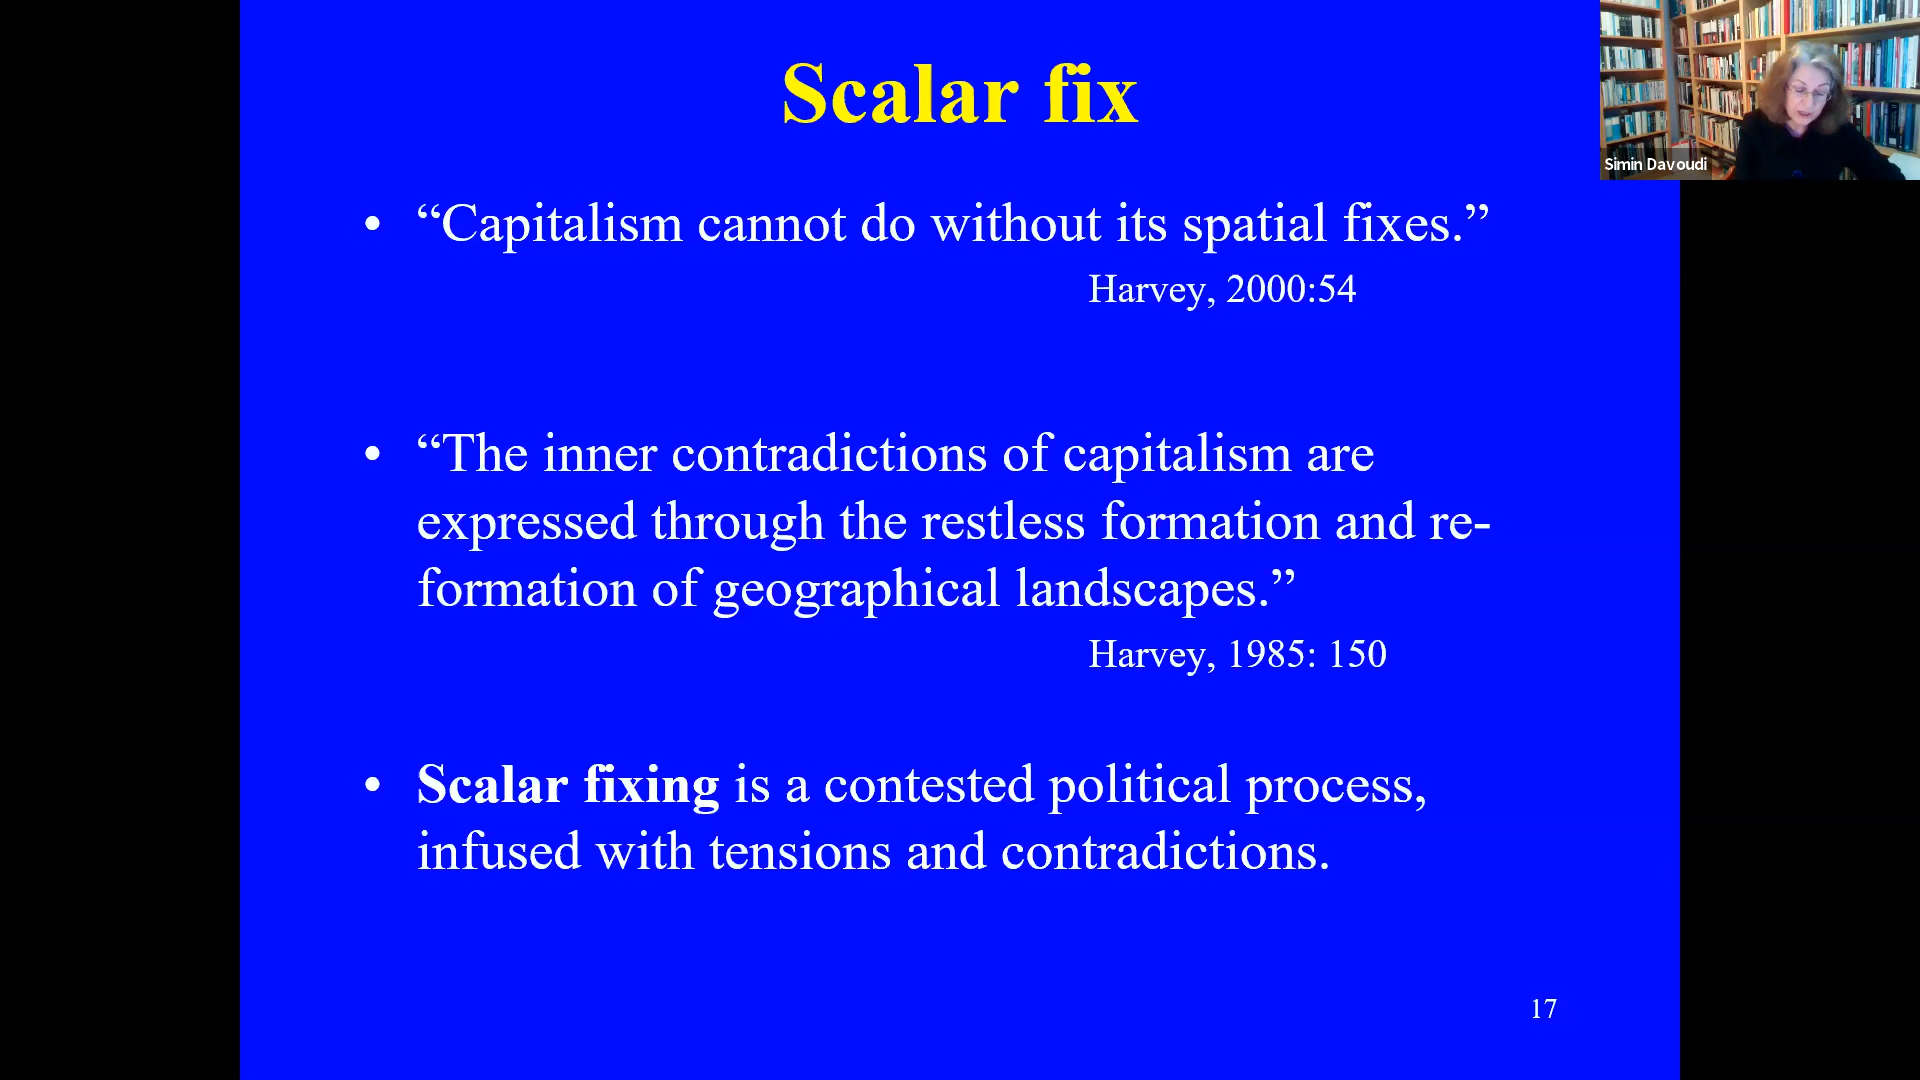 Scalar fix
• “Capitalism cannot do without its spatial fixes.”
Harvey, 2000:54
• “The inner contradictions of capitalism are
expressed through the restless formation and re-
formation of geographical landscapes.”
Harvey, 1985: 150
• Scalar fixing is a contested political process,
infused with tensions and contradictions.
17
Simin Davoudi